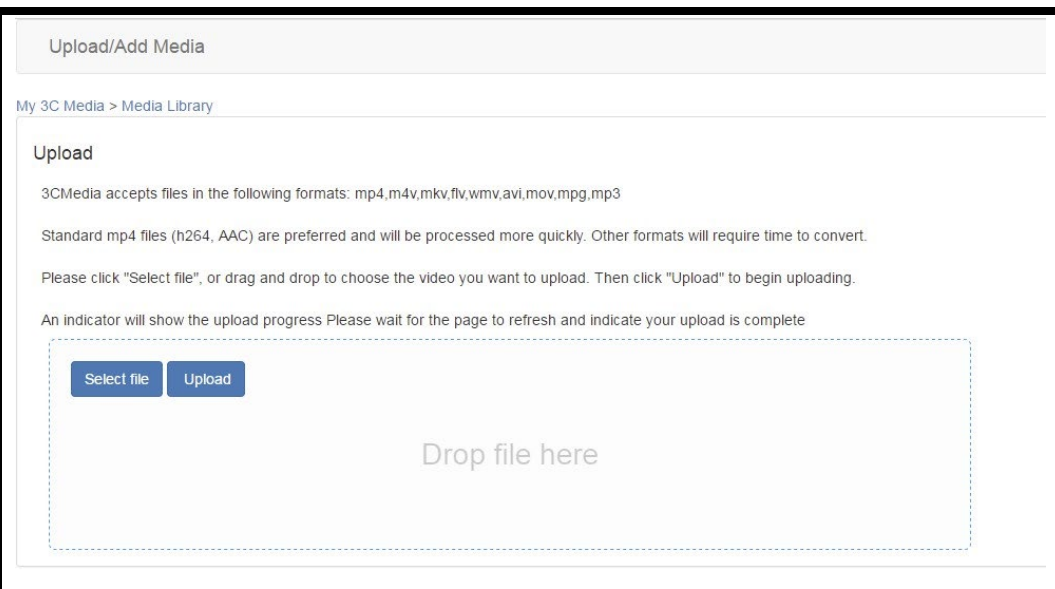 Upload/Add Media
My 3C Media > Media Library
Upload
3CMedia accepts files in the following formats: mp4,m4v,mkv,flv,wmv,avi,mov,mpg,mp3
Standard mp4 files (h264, AAC) are preferred and will be processed more quickly. Other formats will require time to convert.
Please click "Select file", or drag and drop to choose the video you want to upload. Then click "Upload" to begin uploading.
An indicator will show the upload progress Please wait for the page to refresh and indicate your upload is complete
Select file Upload
Drop file here